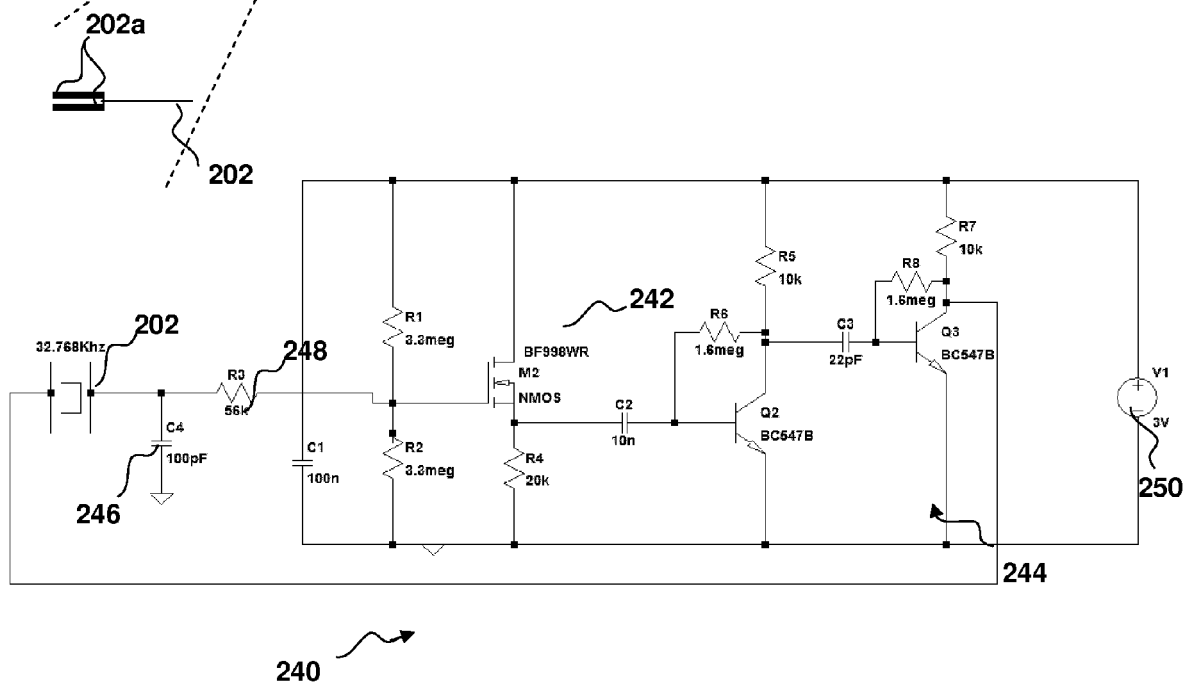 202a
202
R7
10k
R5
10k
R8
1.6meg
242
R6
1.6meg
202
32.768Khz
R1
3.3meg
C3
22pF
Q3
BC547B
248
BF998WR
M2
NMOS
V1
3V
R3
56k
C2
10n
Q2
BC547B
C4
100pF
C1
100n
R2
3.3meg
R4
20k
246
250
244
240